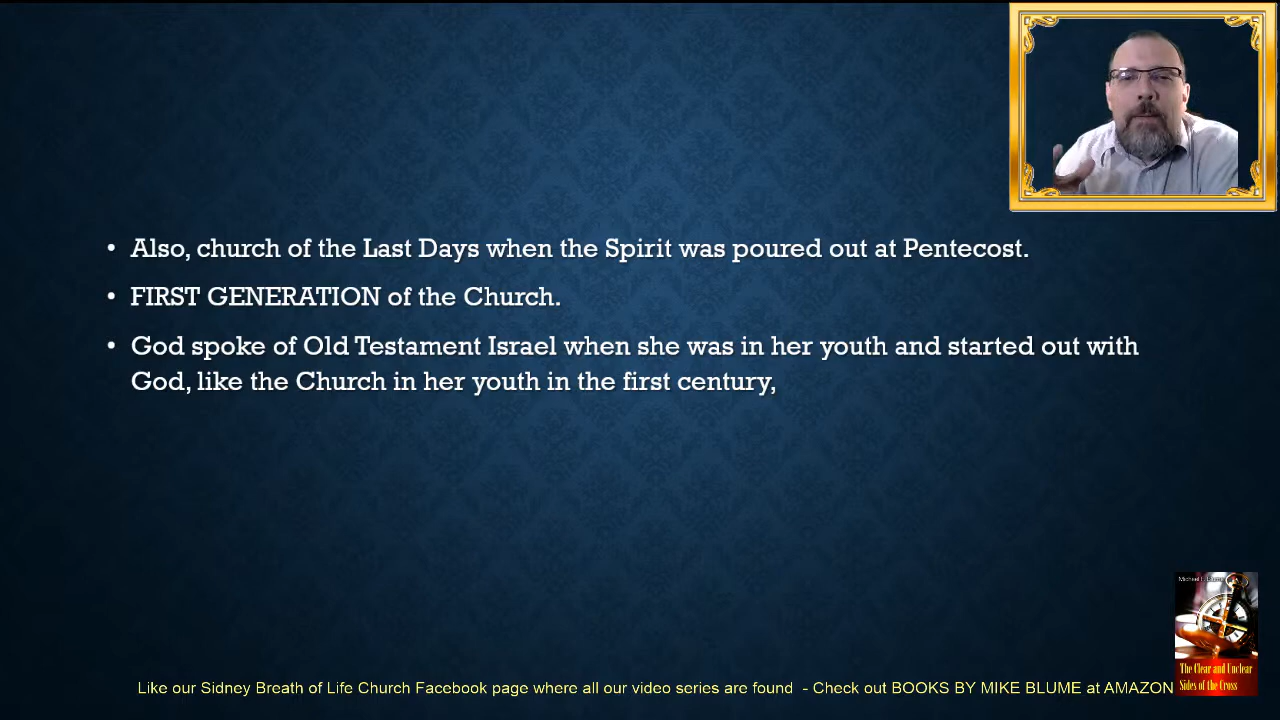 • Also, church of the Last Days when the Spirit was poured out at Pentecost.
• FIRST GENERATION of the Church.
• God spoke of Old Testament Israel when she was in her youth and started out with
God, like the Church in her youth in the first century,
Michael F. Blume
The Clear and Unclear
Sides of the Cross
Like our Sidney Breath of Life Church Facebook page where all our video series are found - Check out BOOKS BY MIKE BLUME at AMAZON